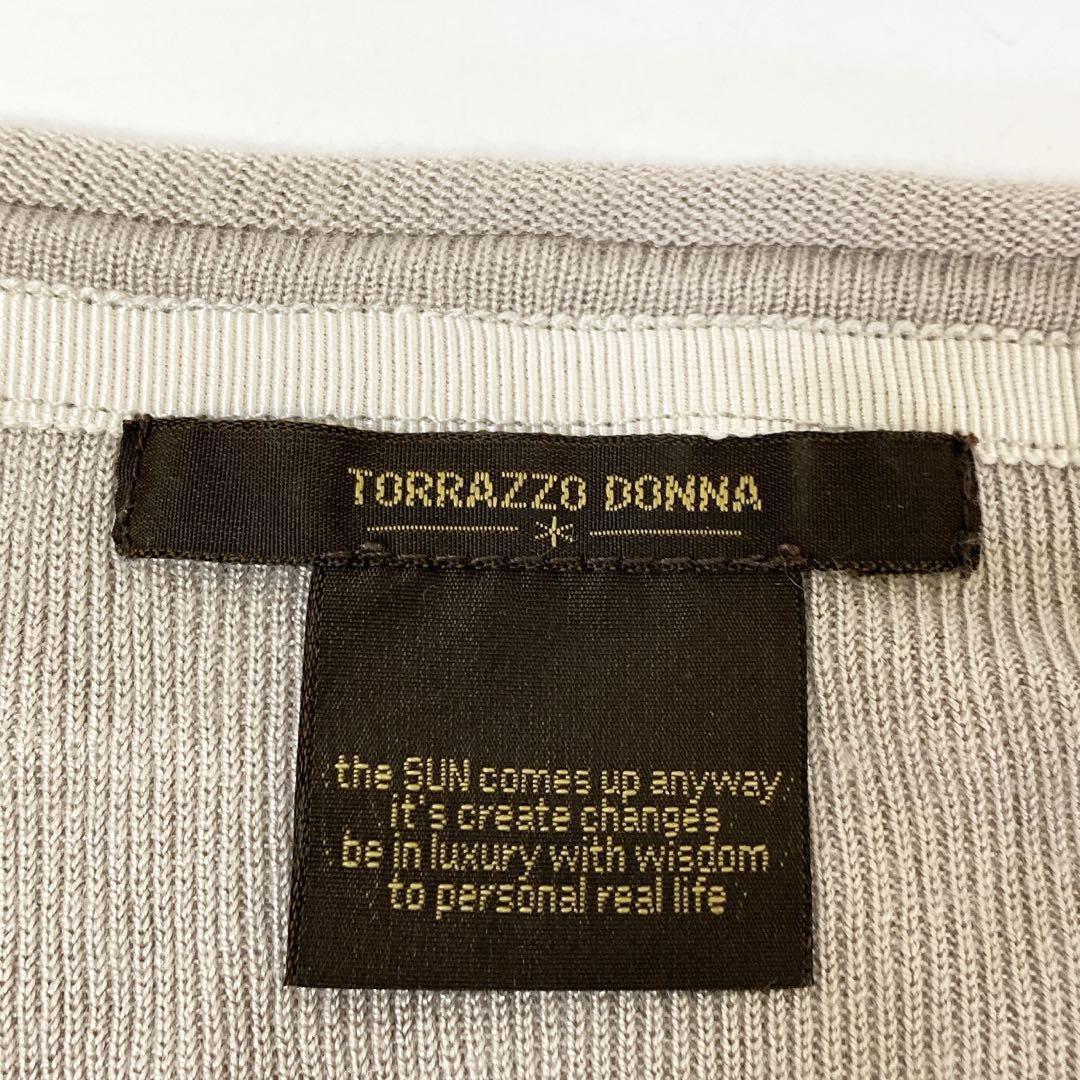 TORRAZZO DONNA
the SUN comes up anyway
it's create changes
be in luxury with wisdom
to personal real life